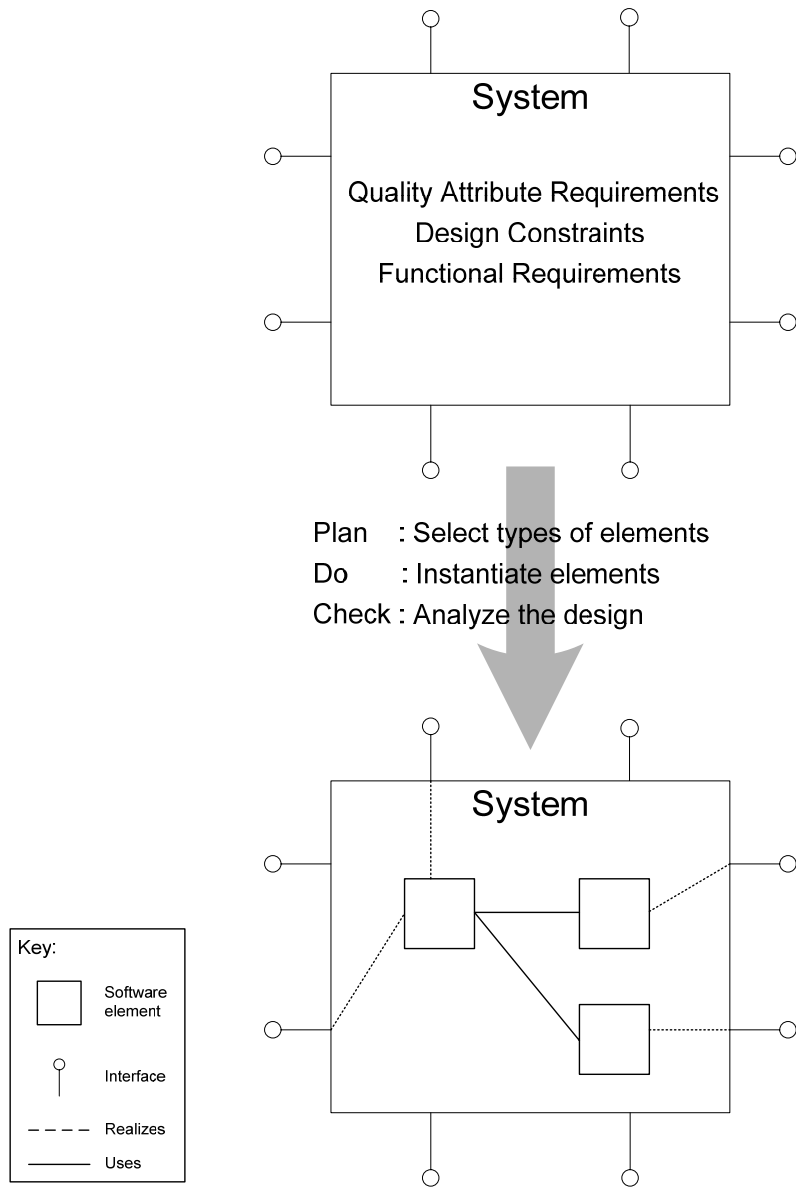 System
Quality Attribute Requirements
Design Constraints
Functional Requirements
Plan : Select types of elements
Do : Instantiate elements
Check : Analyze the design
System
Key:
Software
element
Interface
Realizes
Uses